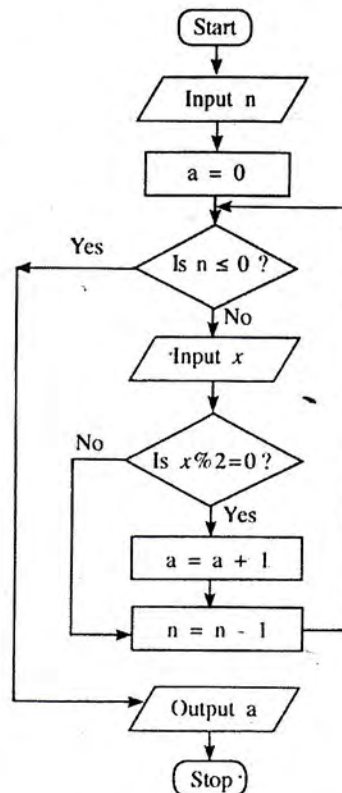 Start
Input n
a = 0
Yes
Is n ≤ 0 ?
No
Input x
No
Is x%2=0 ?
Yes
a = a + 1
n = n - 1
Output a
Stop